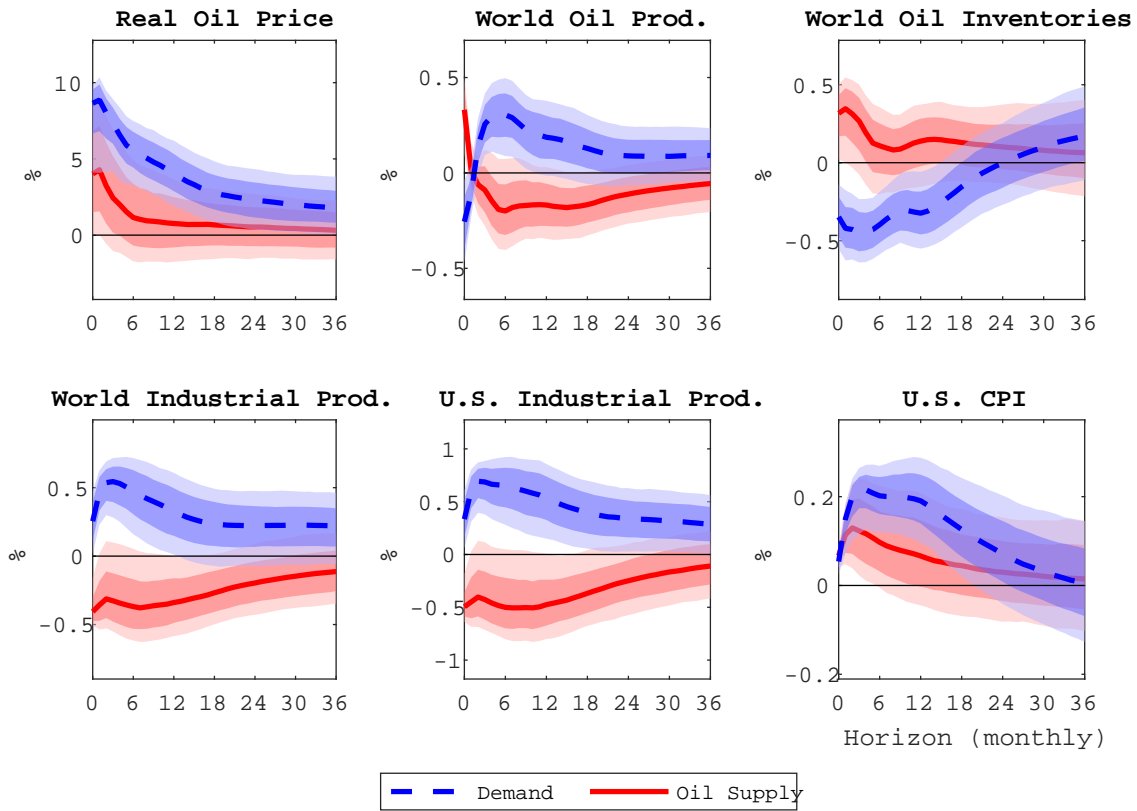 Real Oil Price World Oil Prod. World Oil Inventories
% 10 5 0
% 0.5 0 -0.5
% 0.5 0 -0.5
0 6 12 18 24 30 36 0 6 12 18 24 30 36 0 6 12 18 24 30 36
World Industrial Prod. U.S. Industrial Prod. U.S. CPI
% 0.5 0 -0.5
% 1 0.5 0 -0.5 -1
% 0.2 0 -0.2
0 6 12 18 24 30 36 0 6 12 18 24 30 36 0 6 12 18 24 30 36
Horizon (monthly)
Demand Oil Supply